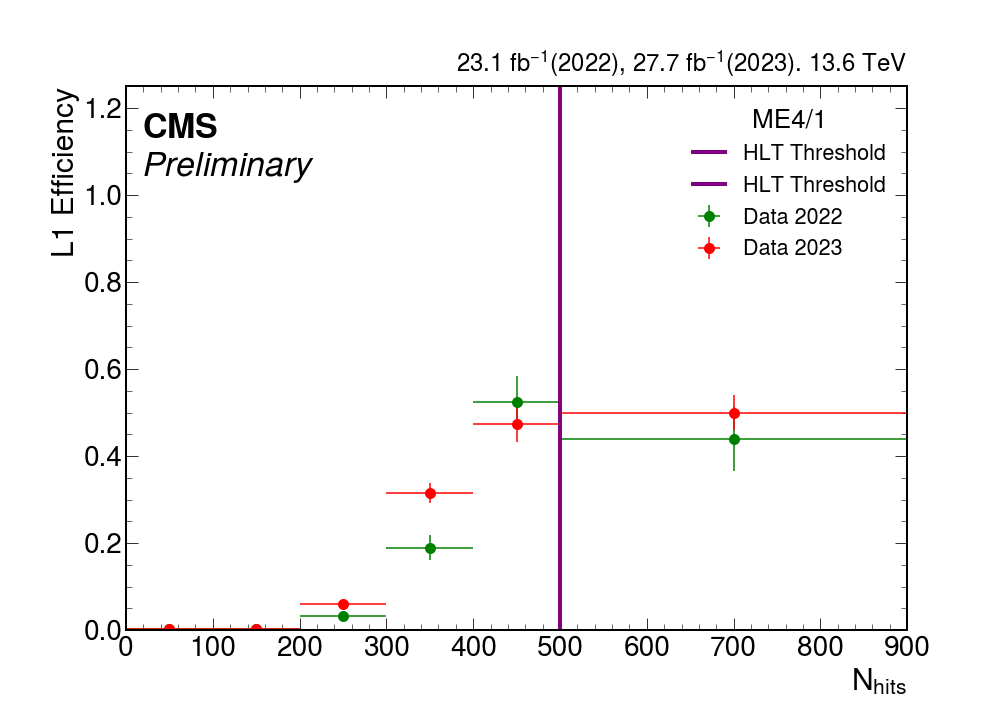 23.1 fb⁻¹(2022), 27.7 fb⁻¹(2023). 13.6 TeV
CMS
Preliminary
ME4/1
HLT Threshold
HLT Threshold
Data 2022
Data 2023
L1 Efficiency
1.2
1.0
0.8
0.6
0.4
0.2
0.0
0 100 200 300 400 500 600 700 800 900
N_hits